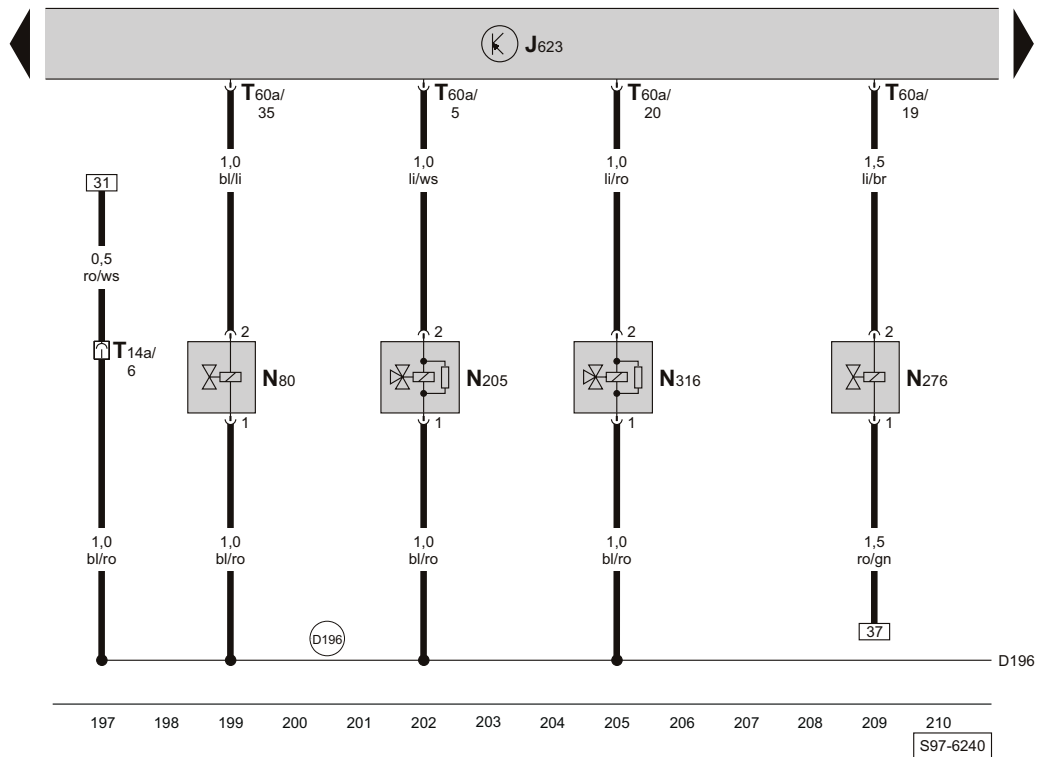 J623
T60a/ T60a/ T60a/ T60a/
35 5 20 19
1,0 1,0 1,0 1,5
bl/li li/ws li/ro li/br
31
0,5
ro/ws
2 2 2 2
T14a/
6
N80 N205 N316 N276
1 1 1 1
1,0 1,0 1,0 1,0 1,5
bl/ro bl/ro bl/ro bl/ro ro/gn
37
D196
D196
197 198 199 200 201 202 203 204 205 206 207 208 209 210
S97-6240